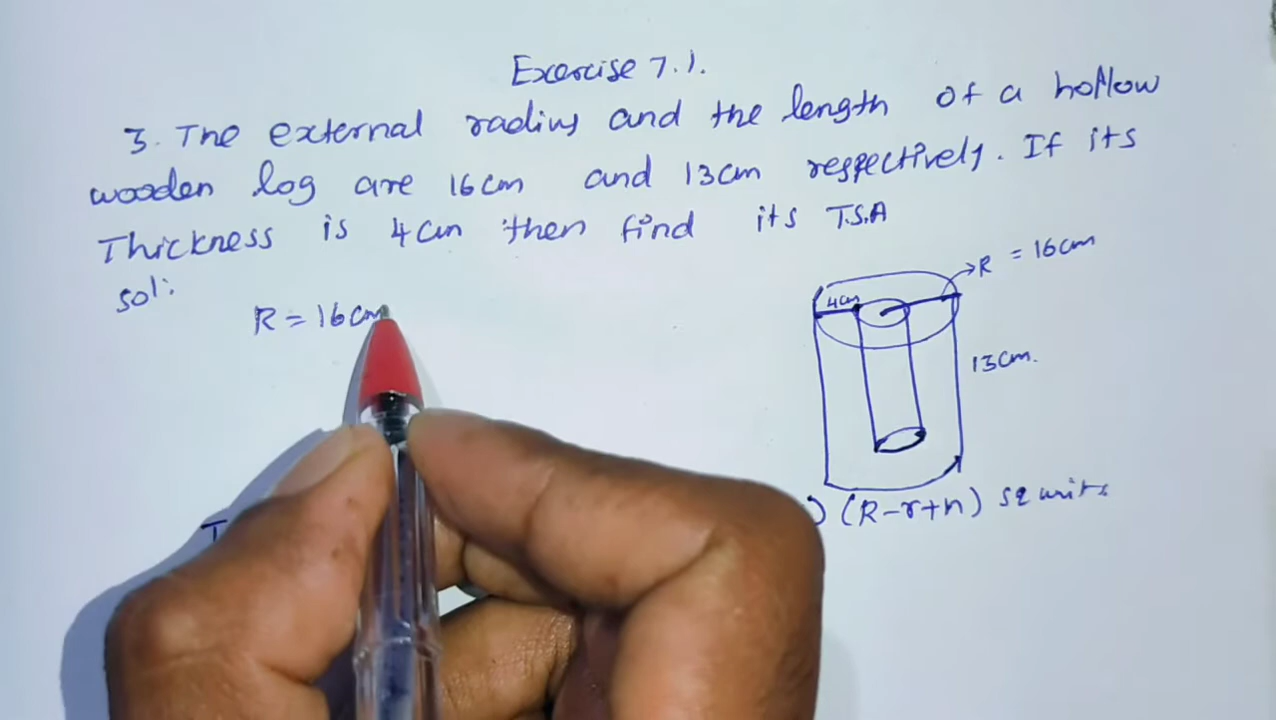 Exercise 7.1.
3. The external radius and the length of a hollow
wooden log are 16cm and 13cm respectively. If its
Thickness is 4cm then find its T.S.A
sol:
R = 16cm
4cm
R = 16cm
13cm.
T
) (R-r+h) sq units